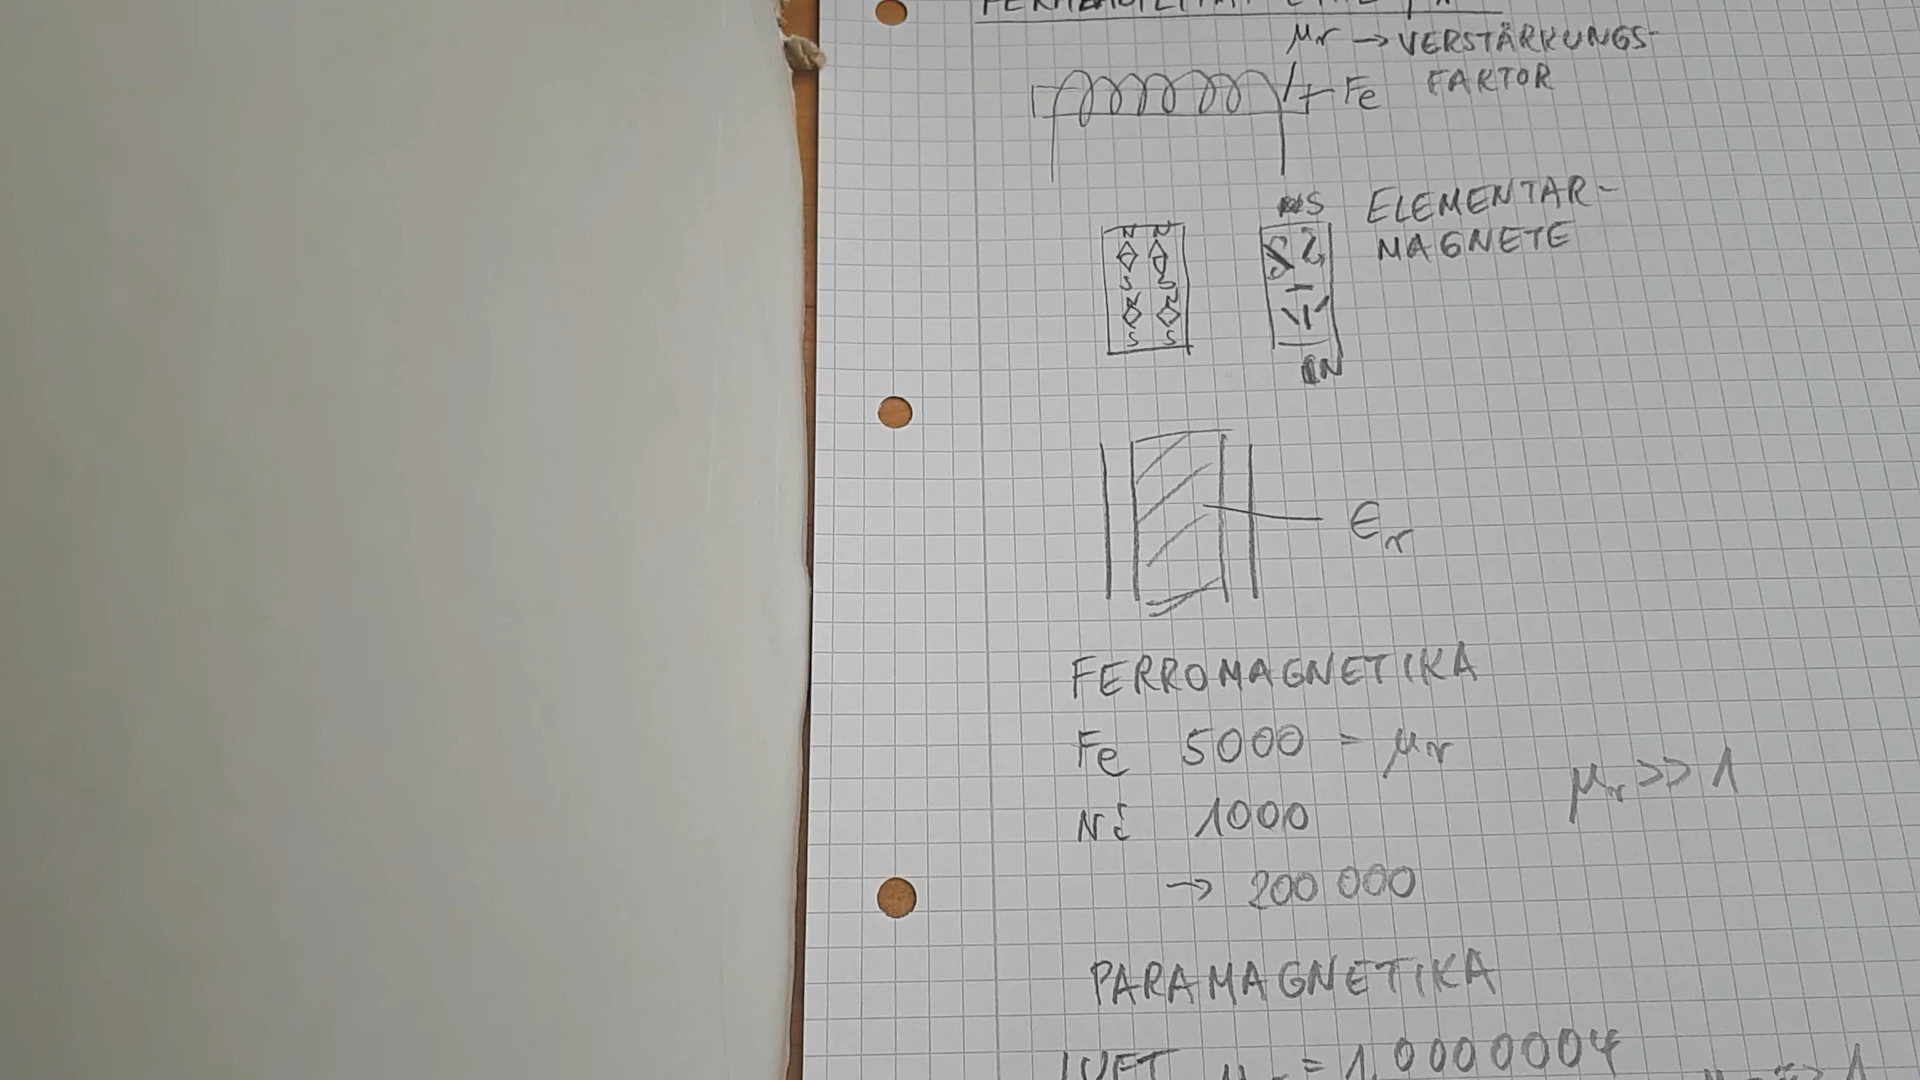 μr → VERSTÄRKUNGS-
FAKTOR
Fe
S ELEMENTAR-
MAGNETE
N N
S S
N N
S S
N
ϵr
FERROMAGNETIKA
Fe 5000 = μr
μr >> 1
Ni 1000
→ 200 000
PARAMAGNETIKA
LUFT μr = 1,0000004